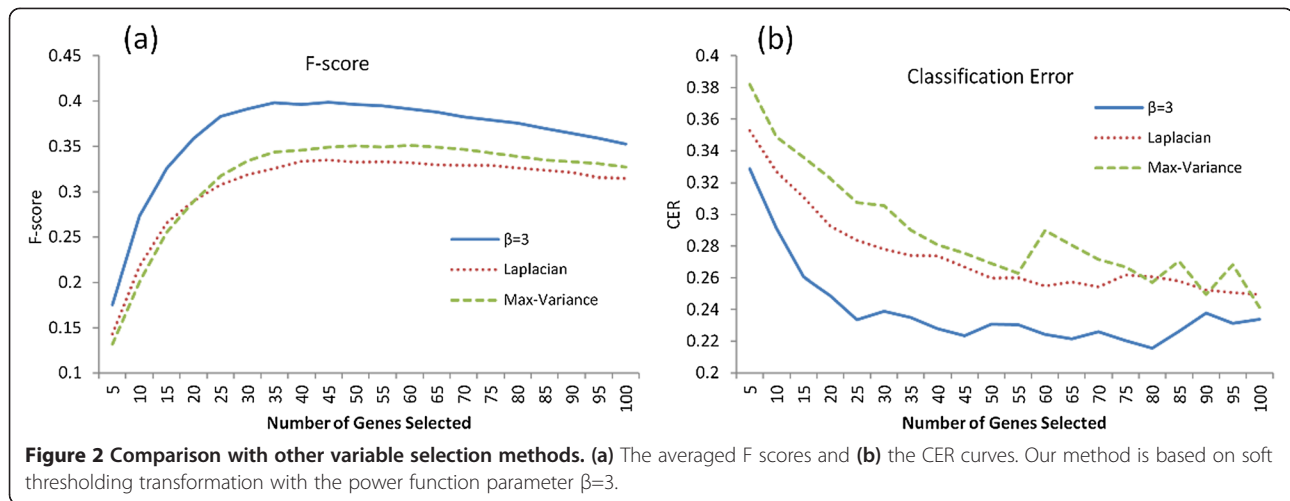 (a)
F-score
0.45
0.4
0.35
0.3
0.25
0.2
0.15
0.1
F-score
β=3
Laplacian
Max-Variance
5 10 15 20 25 30 35 40 45 50 55 60 65 70 75 80 85 90 95 100
Number of Genes Selected
(b)
Classification Error
0.4
0.38
0.36
0.34
0.32
0.3
0.28
0.26
0.24
0.22
0.2
CER
β=3
Laplacian
Max-Variance
5 10 15 20 25 30 35 40 45 50 55 60 65 70 75 80 85 90 95 100
Number of Genes Selected
Figure 2 Comparison with other variable selection methods. (a) The averaged F scores and (b) the CER curves. Our method is based on soft
thresholding transformation with the power function parameter β=3.